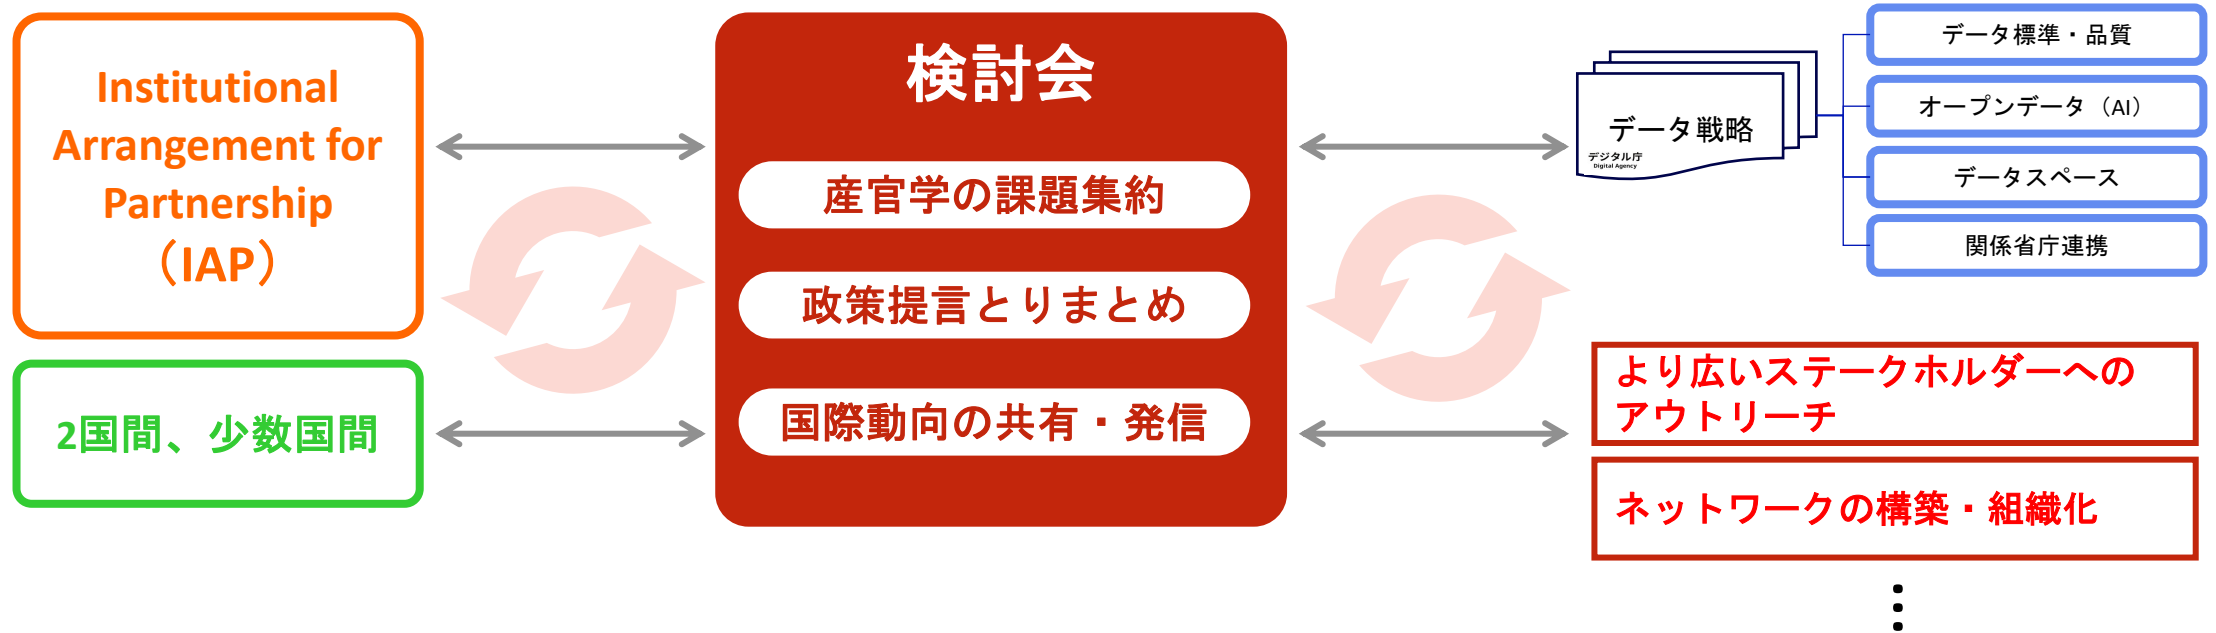 Institutional
Arrangement for
Partnership
（IAP）
2国間、少数国間
検討会
産官学の課題集約
政策提言とりまとめ
国際動向の共有・発信
データ戦略
デジタル庁
Digital Agency
データ標準・品質
オープンデータ（AI）
データスペース
関係省庁連携
より広いステークホルダーへの
アウトリーチ
ネットワークの構築・組織化
⋮